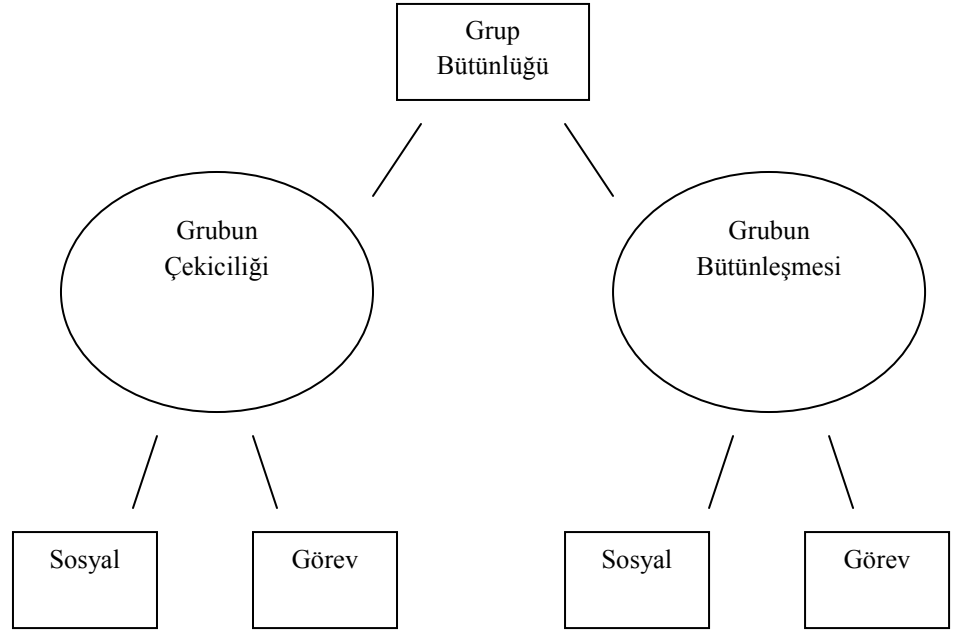 Grup
Bütünlüğü
Grubun
Çekiciliği
Grubun
Bütünleşmesi
Sosyal
Görev
Sosyal
Görev